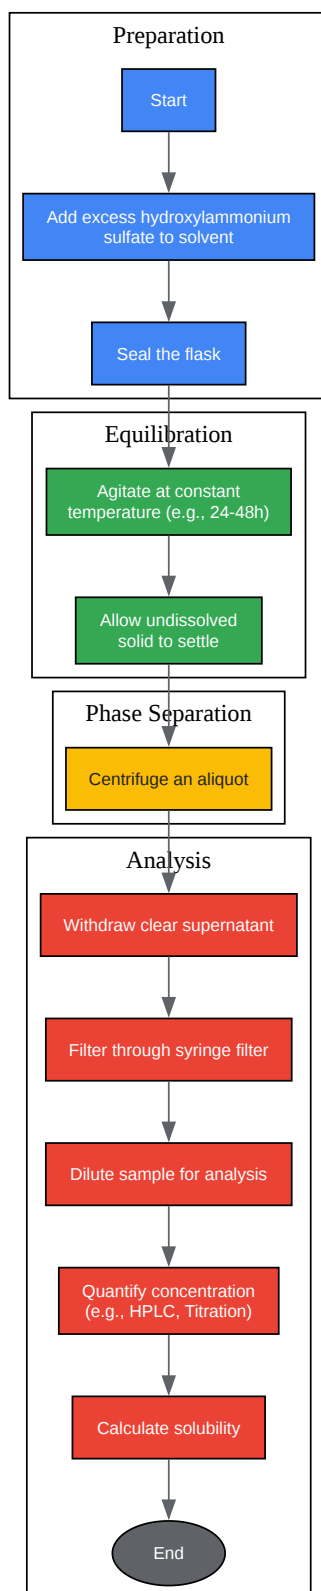 Preparation
Start
Add excess hydroxylammonium
sulfate to solvent
Seal the flask
Equilibration
Agitate at constant
temperature (e.g., 24-48h)
Allow undissolved
solid to settle
Phase Separation
Centrifuge an aliquot
Analysis
Withdraw clear supernatant
Filter through syringe filter
Dilute sample for analysis
Quantify concentration
(e.g., HPLC, Titration)
Calculate solubility
End